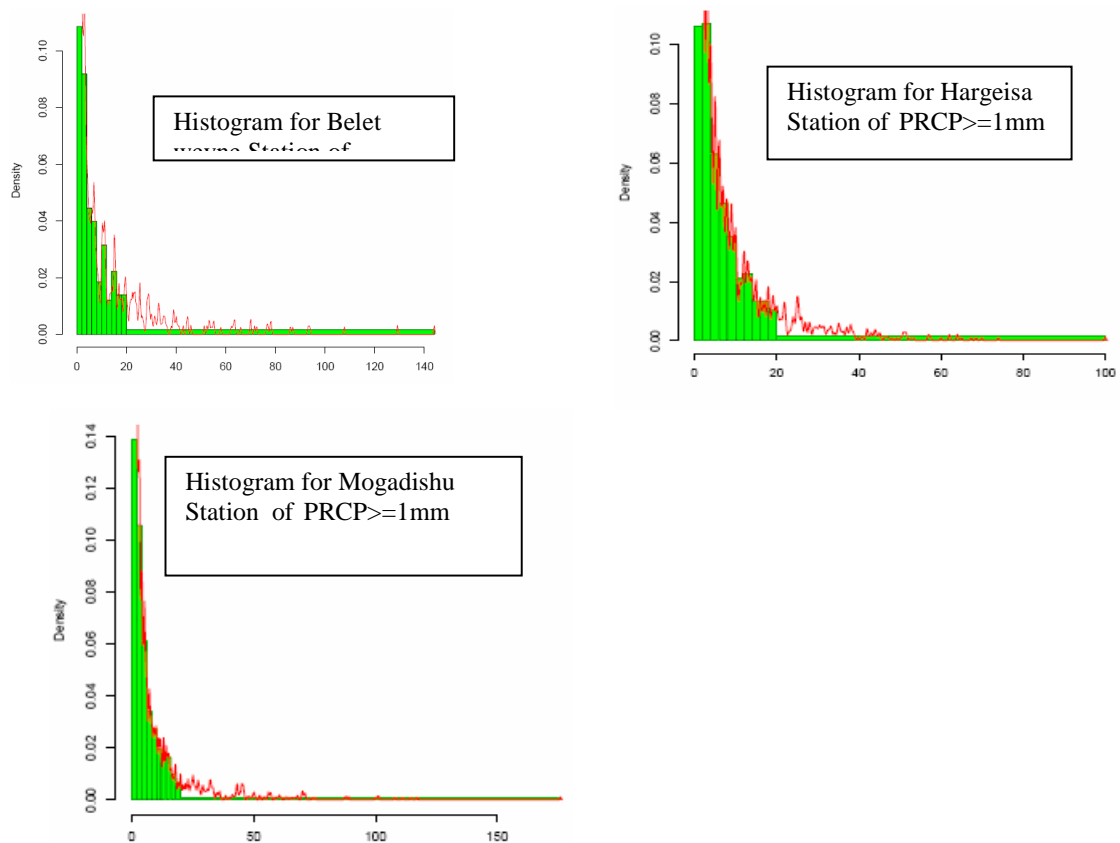 Histogram for Belet
weyne Station of
Density
0.00
0.02
0.04
0.06
0.08
0.10
0 20 40 60 80 100 120 140
Histogram for Hargeisa
Station of PRCP>=1mm
Density
0.00
0.02
0.04
0.06
0.08
0.10
0 20 40 60 80 100
Histogram for Mogadishu
Station of PRCP>=1mm
Density
0.00
0.02
0.04
0.06
0.08
0.10
0.12
0.14
0 50 100 150